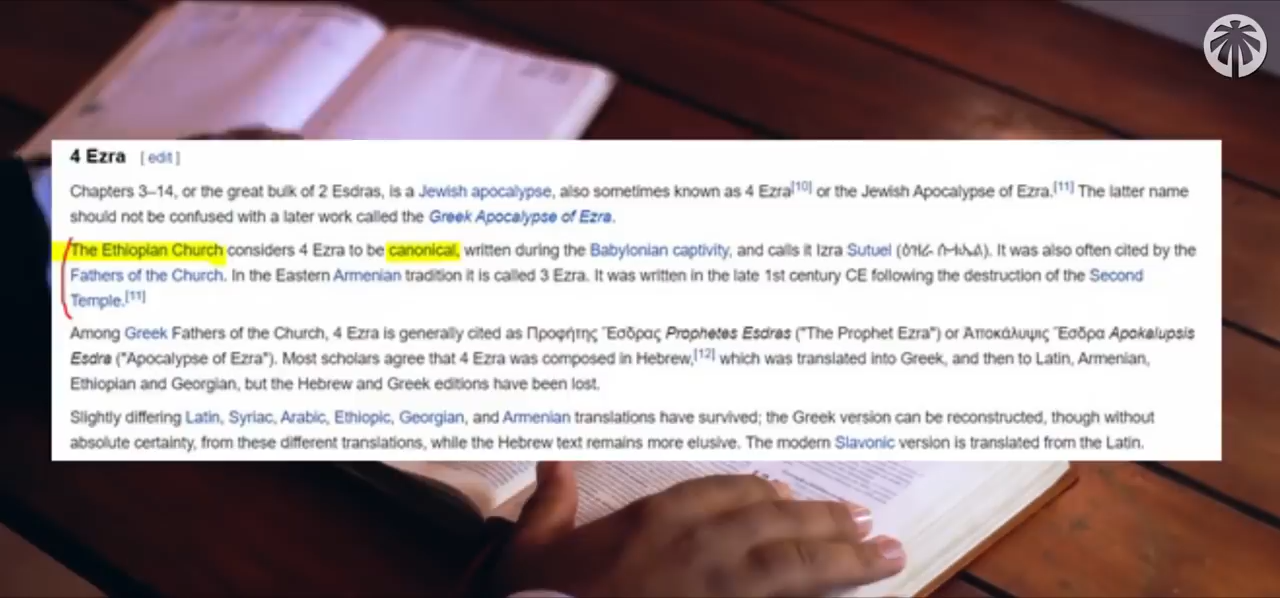 4 Ezra [ edit ]
Chapters 3–14, or the great bulk of 2 Esdras, is a Jewish apocalypse, also sometimes known as 4 Ezra[10] or the Jewish Apocalypse of Ezra.[11] The latter name
should not be confused with a later work called the Greek Apocalypse of Ezra.
The Ethiopian Church considers 4 Ezra to be canonical, written during the Babylonian captivity, and calls it Izra Sutuel (ዕዝራ ሱቱኤል). It was also often cited by the
Fathers of the Church. In the Eastern Armenian tradition it is called 3 Ezra. It was written in the late 1st century CE following the destruction of the Second
Temple.[11]
Among Greek Fathers of the Church, 4 Ezra is generally cited as Προφήτης Ἔσδρας Prophetes Esdras ("The Prophet Ezra") or Ἀποκάλυψις Ἔσδρα Apokalupsis
Esdra ("Apocalypse of Ezra"). Most scholars agree that 4 Ezra was composed in Hebrew,[12] which was translated into Greek, and then to Latin, Armenian,
Ethiopian and Georgian, but the Hebrew and Greek editions have been lost.
Slightly differing Latin, Syriac, Arabic, Ethiopic, Georgian, and Armenian translations have survived; the Greek version can be reconstructed, though without
absolute certainty, from these different translations, while the Hebrew text remains more elusive. The modern Slavonic version is translated from the Latin.